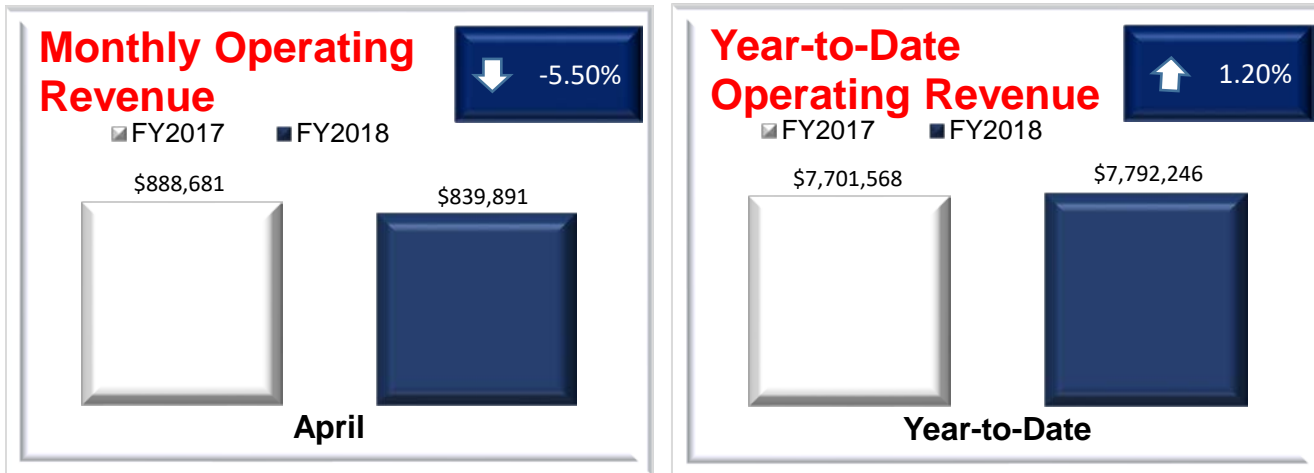 Monthly Operating
Revenue
-5.50%
FY2017 FY2018
$888,681
$839,891
April
Year-to-Date
Operating Revenue
1.20%
FY2017 FY2018
$7,701,568
$7,792,246
Year-to-Date